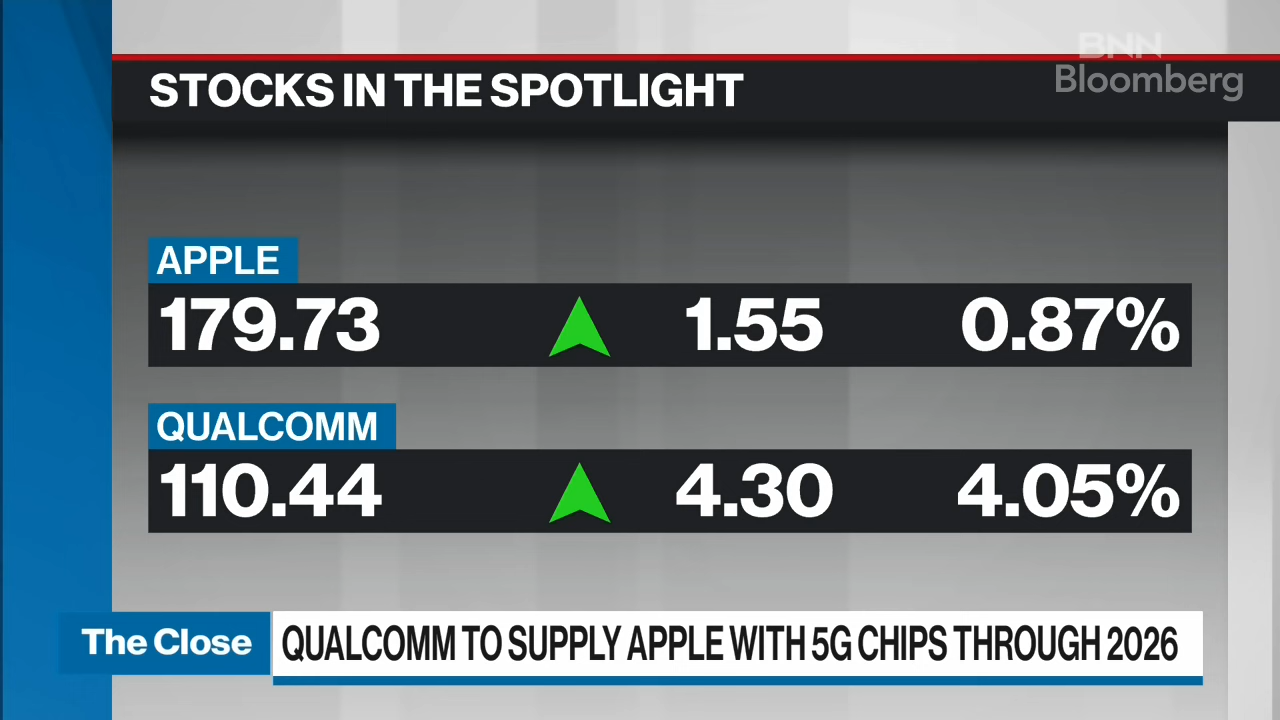 BNN
Bloomberg
STOCKS IN THE SPOTLIGHT
APPLE
179.73 1.55 0.87%
QUALCOMM
110.44 4.30 4.05%
The Close
QUALCOMM TO SUPPLY APPLE WITH 5G CHIPS THROUGH 2026